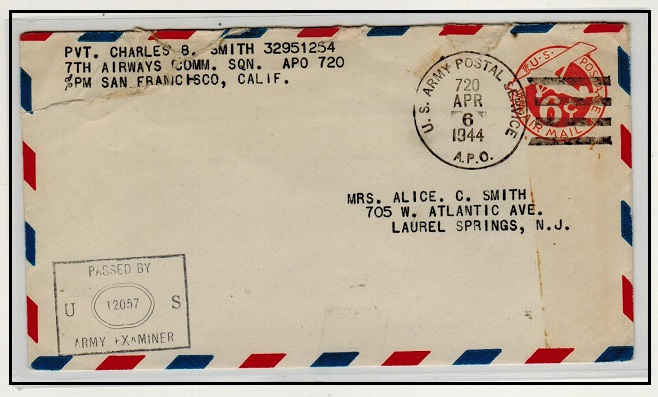 PVT. CHARLES B. SMITH 32951254
7TH AIRWAYS COMM. SQN. APO 720
%PM SAN FRANCISCO, CALIF.
U. S. ARMY POSTAL SERVICE
720
APR
6
1944
A.P.O.
U.S. POSTAGE
6¢
AIR MAIL
MRS. ALICE. C. SMITH
705 W. ATLANTIC AVE.
LAUREL SPRINGS, N.J.
PASSED BY
U 12057 S
ARMY EXAMINER